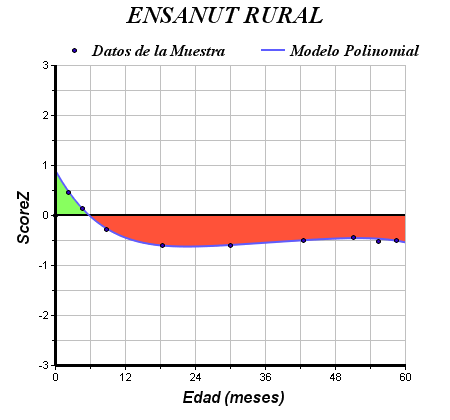 ENSANUT RURAL
Datos de la Muestra Modelo Polinomial
3
2
1
0
-1
-2
-3
ScoreZ
0 12 24 36 48 60
Edad (meses)